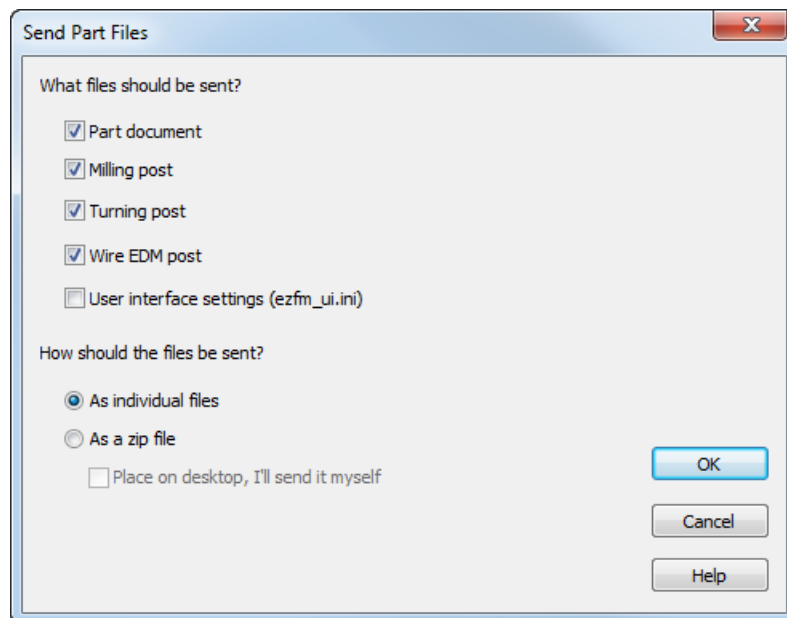 Send Part Files
What files should be sent?
Part document
Milling post
Turning post
Wire EDM post
User interface settings (ezfm_ui.ini)
How should the files be sent?
As individual files
As a zip file
Place on desktop, I'll send it myself
OK
Cancel
Help